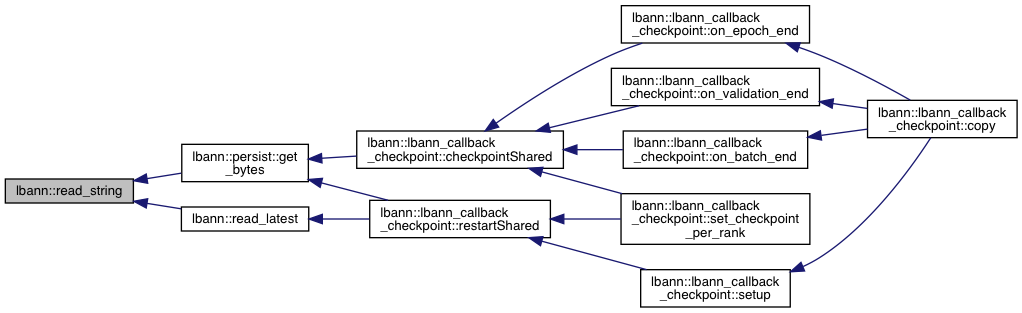 lbann::read_string
lbann::persist::get
_bytes
lbann::read_latest
lbann::lbann_callback
_checkpoint::checkpointShared
lbann::lbann_callback
_checkpoint::restartShared
lbann::lbann_callback
_checkpoint::on_epoch_end
lbann::lbann_callback
_checkpoint::on_validation_end
lbann::lbann_callback
_checkpoint::on_batch_end
lbann::lbann_callback
_checkpoint::set_checkpoint
_per_rank
lbann::lbann_callback
_checkpoint::setup
lbann::lbann_callback
_checkpoint::copy